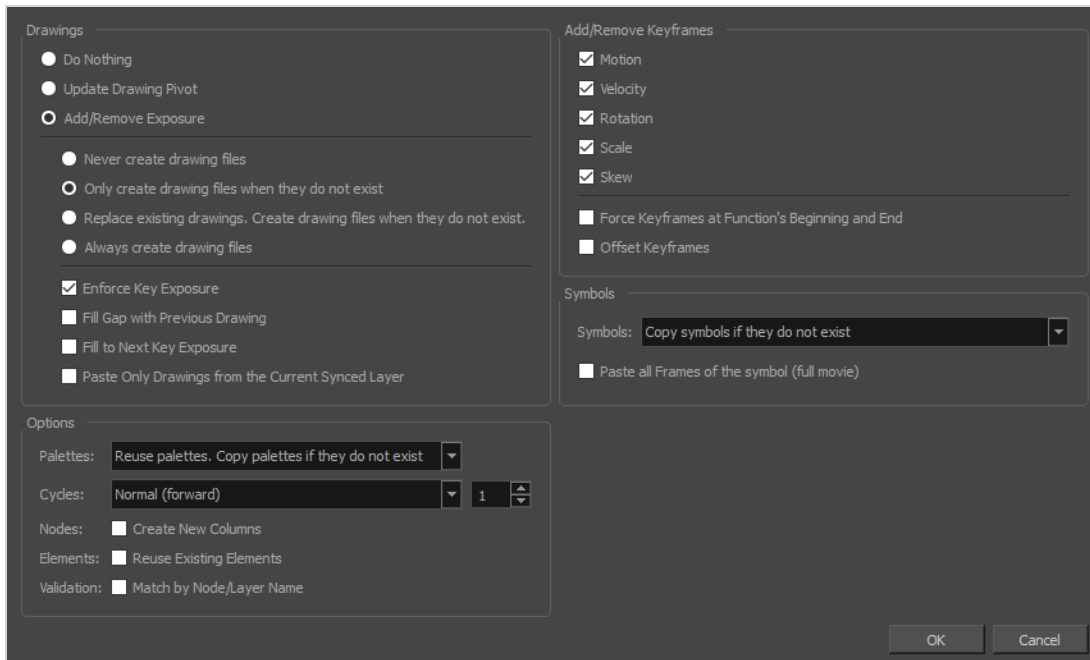 Drawings
Do Nothing
Update Drawing Pivot
Add/Remove Exposure
Never create drawing files
Only create drawing files when they do not exist
Replace existing drawings. Create drawing files when they do not exist.
Always create drawing files
Enforce Key Exposure
Fill Gap with Previous Drawing
Fill to Next Key Exposure
Paste Only Drawings from the Current Synced Layer
Options
Palettes: Reuse palettes. Copy palettes if they do not exist
Cycles: Normal (forward) 1
Nodes: Create New Columns
Elements: Reuse Existing Elements
Validation: Match by Node/Layer Name
Add/Remove Keyframes
Motion
Velocity
Rotation
Scale
Skew
Force Keyframes at Function's Beginning and End
Offset Keyframes
Symbols
Symbols: Copy symbols if they do not exist
Paste all Frames of the symbol (full movie)
OK Cancel